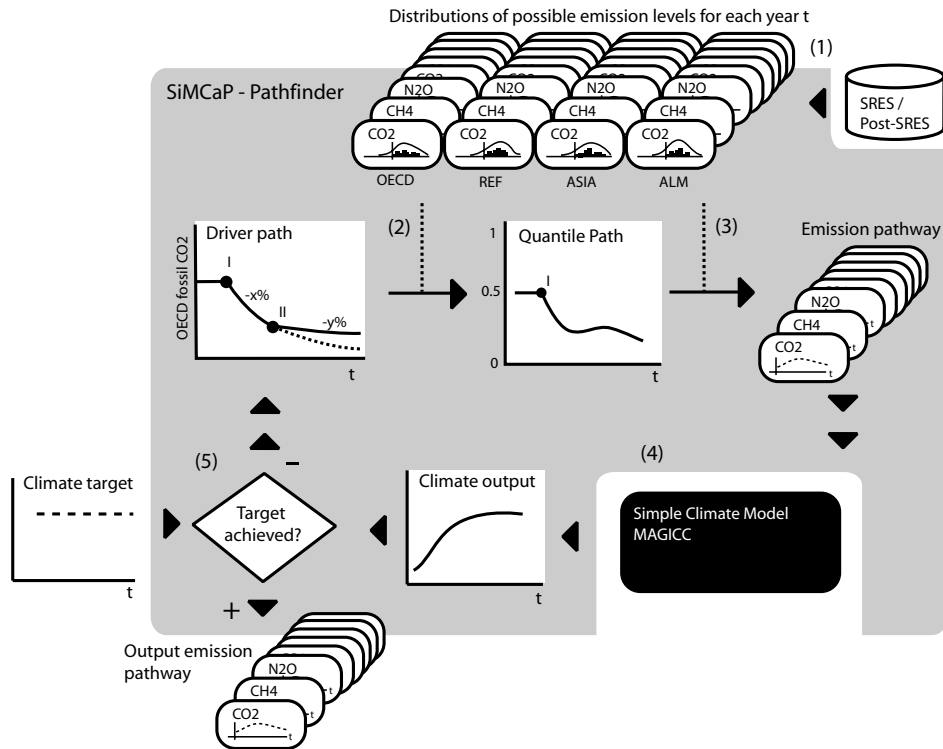 Distributions of possible emission levels for each year t
(1)
SiMCaP - Pathfinder
SRES /
Post-SRES
N2O
N2O
N2O
N2O
CH4
CH4
CH4
CH4
CO2
CO2
CO2
CO2
OECD
REF
ASIA
ALM
OECD fossil CO2
Driver path
I
-x%
II
-y%
t
(2)
1
0.5
0
Quantile Path
I
t
(3)
Emission pathway
N2O
t
CH4
t
CO2
t
(5)
(4)
–
Climate target
t
Target
achieved?
Climate output
t
Simple Climate Model
MAGICC
+
Output emission
pathway
N2O
t
CH4
t
CO2
t